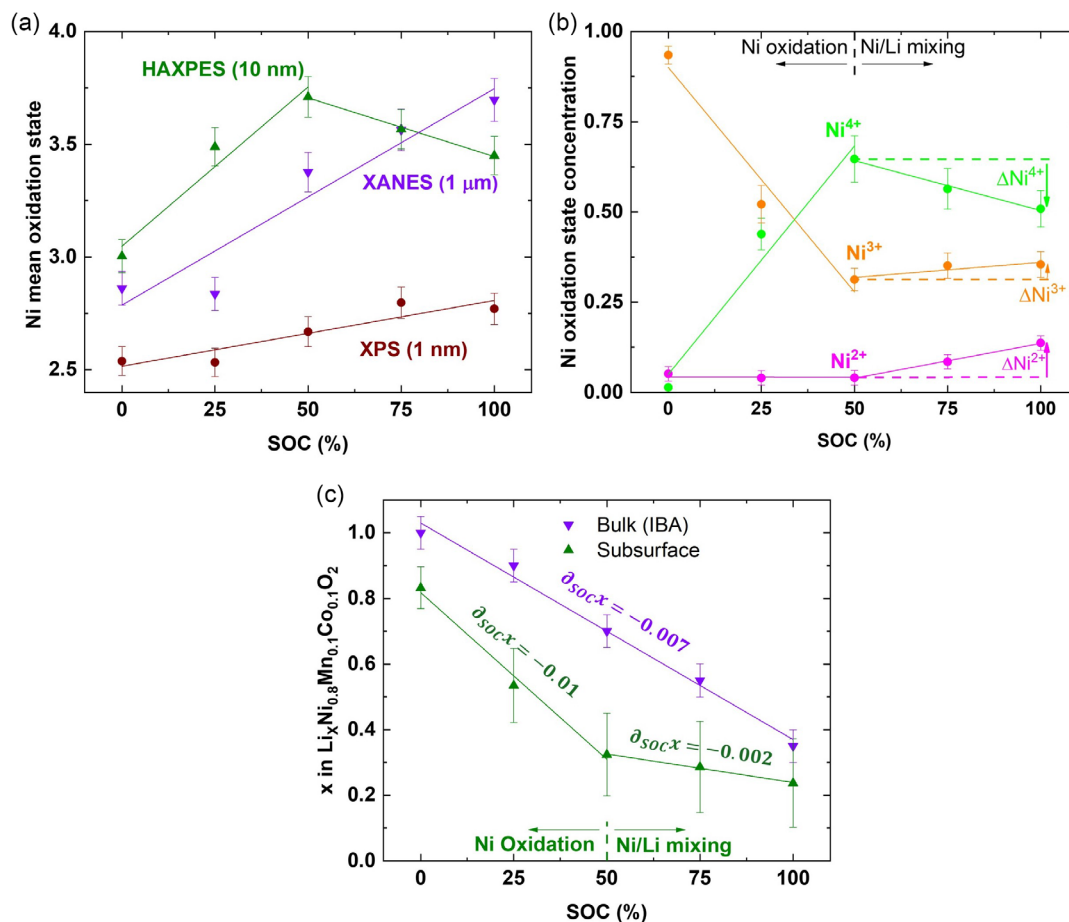 (a)
4.0
3.5
3.0
2.5
Ni mean oxidation state
HAXPES (10 nm)
XANES (1 μm)
XPS (1 nm)
0 25 50 75 100
SOC (%)
(b)
1.00
0.75
0.50
0.25
0.00
Ni oxidation state concentration
Ni oxidation Ni/Li mixing
Ni4+
ΔNi4+
Ni3+
ΔNi3+
Ni2+
ΔNi2+
0 25 50 75 100
SOC (%)
(c)
1.0
0.8
0.6
0.4
0.2
0.0
x in LiXNi0.8Mn0.1Co0.1O2
Bulk (IBA)
Subsurface
∂SOCx = −0.007
∂SOCx = −0.01
∂SOCx = −0.002
Ni Oxidation Ni/Li mixing
0 25 50 75 100
SOC (%)